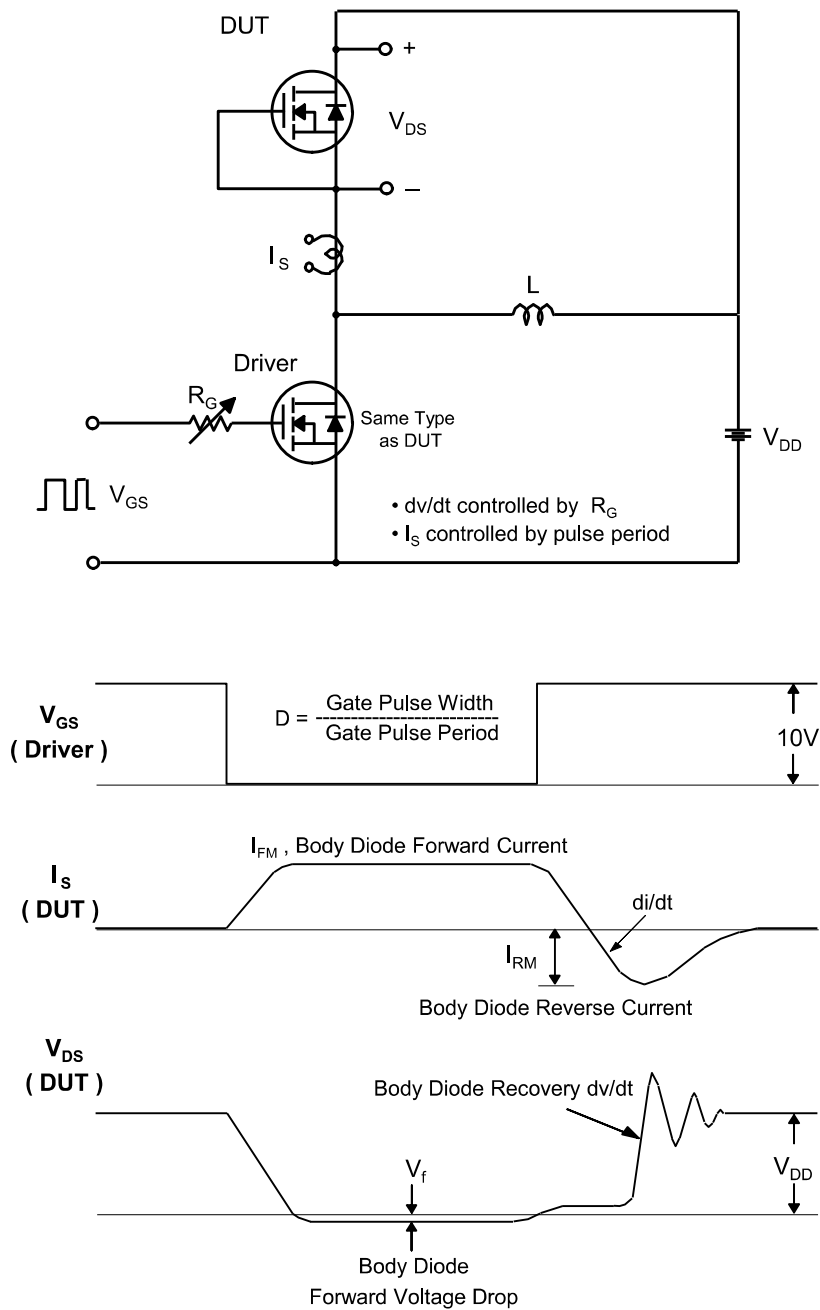 DUT
+
V_DS
–
I_S
L
Driver
R_G
Same Type
as DUT
V_DD
V_GS
• dv/dt controlled by R_G
• I_S controlled by pulse period
V_GS
( Driver )
D = Gate Pulse Width
Gate Pulse Period
10V
I_FM , Body Diode Forward Current
I_S
( DUT )
di/dt
I_RM
Body Diode Reverse Current
V_DS
( DUT )
Body Diode Recovery dv/dt
V_f
V_DD
Body Diode
Forward Voltage Drop